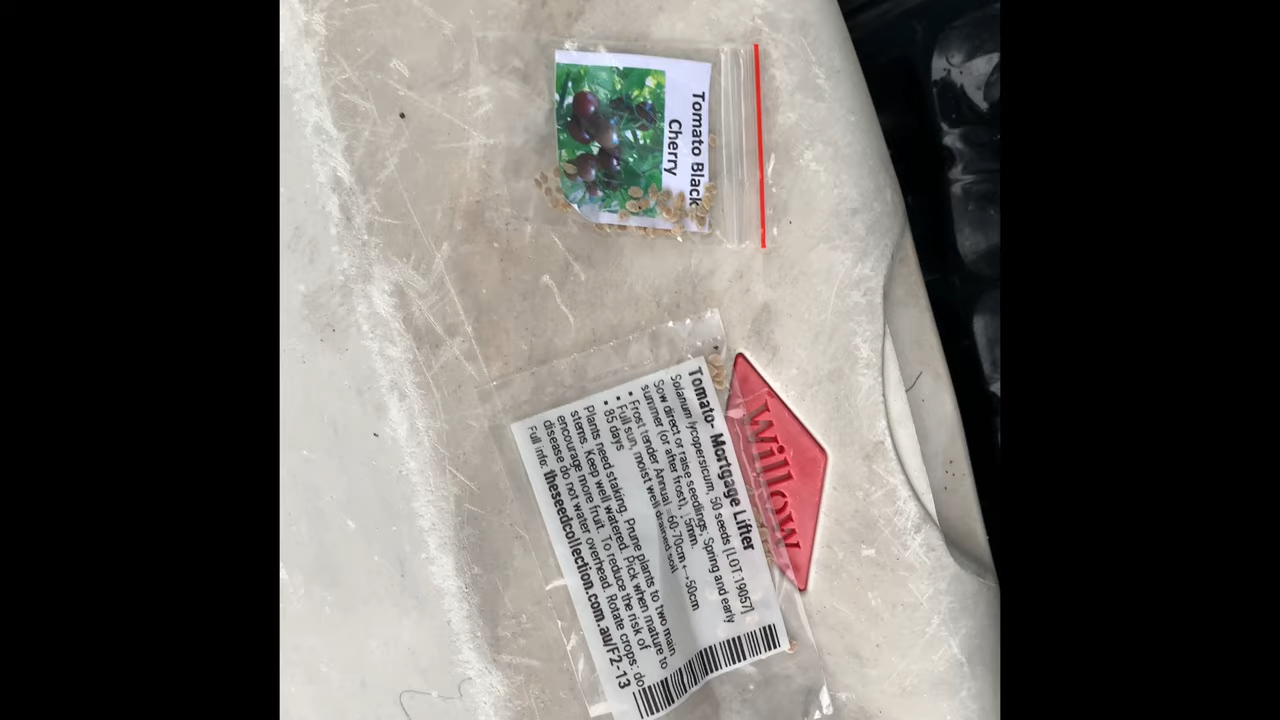 Tomato Black
Cherry
Willow
Tomato- Mortgage Lifter
Solanum lycopersicum, 50 seeds [LOT:19057]
Sow direct or raise seedlings, Spring and early
summer (or after frost), ↓5mm.
• Frost tender Annual 60-70cm ↔50cm
• Full sun, moist well drained soil
• 85 days
Plants need staking. Prune plants to two main
stems. Keep well watered. Pick when mature to
encourage more fruit. To reduce the risk of
disease do not water overhead. Rotate crops: do
Full info: theseedcollection.com.au/F2-13